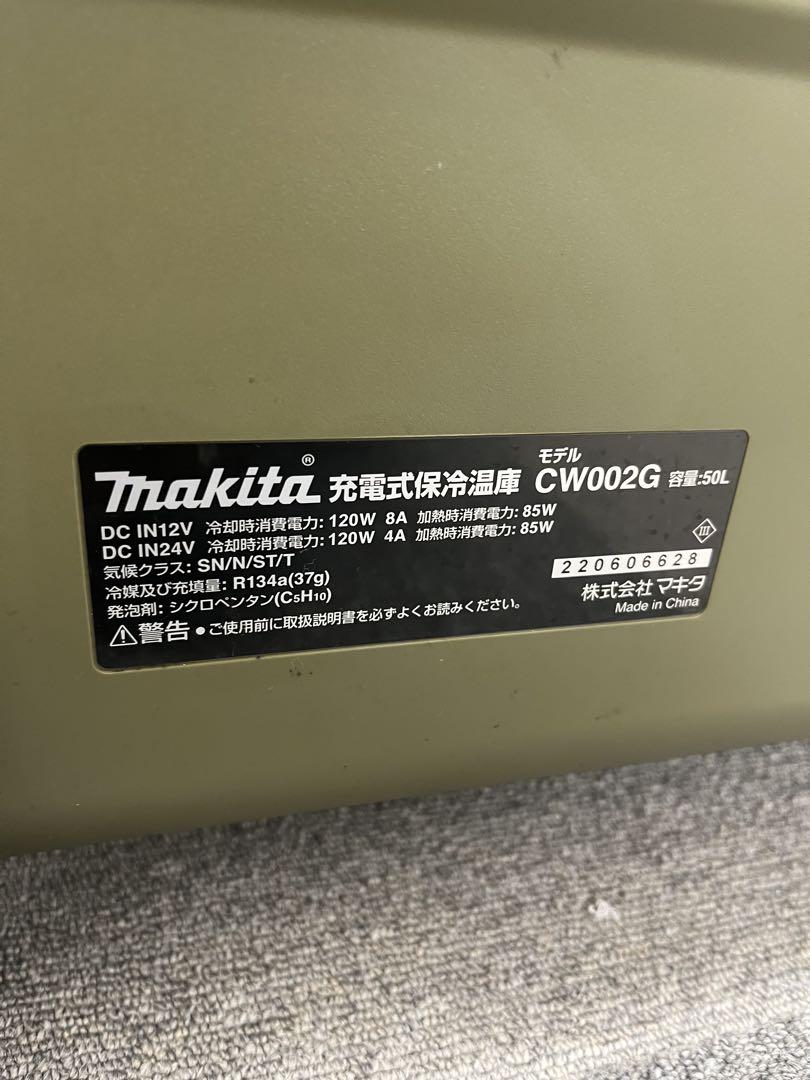 makita® 充電式保冷温庫 モデル CW002G 容量:50L
DC IN12V 冷却時消費電力: 120W 8A 加熱時消費電力: 85W
DC IN24V 冷却時消費電力: 120W 4A 加熱時消費電力: 85W
気候クラス: SN/N/ST/T
冷媒及び充填量: R134a(37g)
発泡剤: シクロペンタン(C₅H₁₀)
⚠警告 ●ご使用前に取扱説明書を必ずよくお読みください。
III
220606628
株式会社マキタ
Made in China